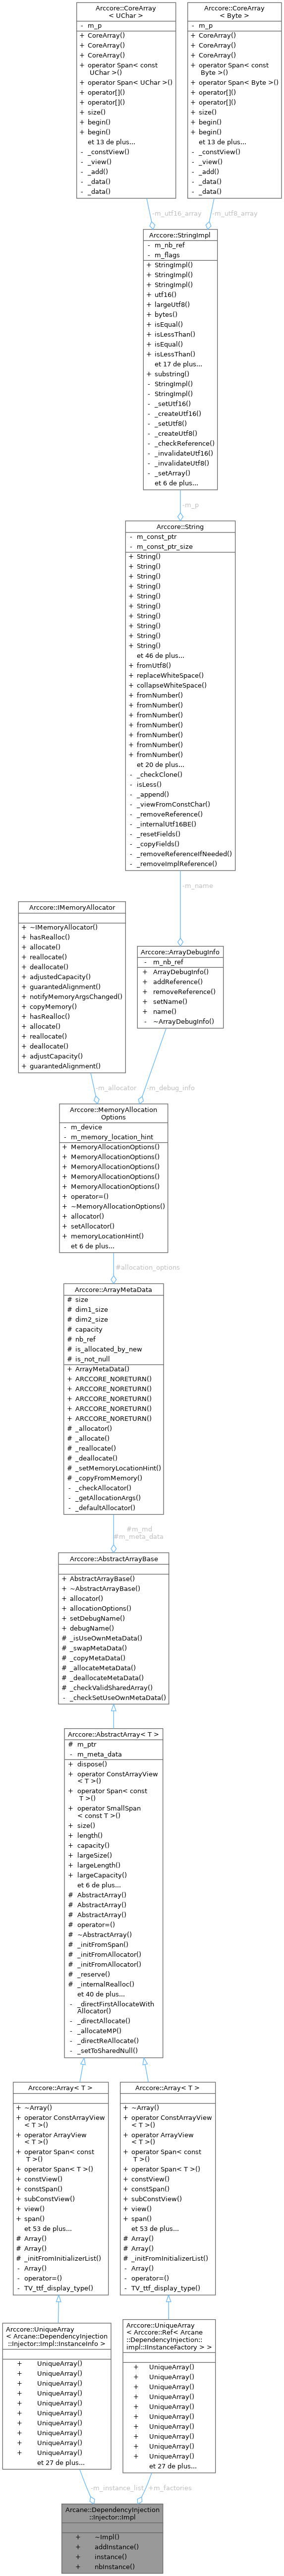 Arccore::CoreArray
< UChar >
- m_p
+ CoreArray()
+ CoreArray()
+ CoreArray()
+ operator Span< const
UChar >()
+ operator Span< UChar >()
+ operator[]()
+ operator[]()
+ size()
+ begin()
+ begin()
et 13 de plus...
- _constView()
- _view()
- _add()
- _data()
- _data()
Arccore::CoreArray
< Byte >
- m_p
+ CoreArray()
+ CoreArray()
+ CoreArray()
+ operator Span< const
Byte >()
+ operator Span< Byte >()
+ operator[]()
+ operator[]()
+ size()
+ begin()
+ begin()
et 13 de plus...
- _constView()
- _view()
- _add()
- _data()
- _data()
-m_utf16_array
-m_utf8_array
Arccore::StringImpl
- m_nb_ref
- m_flags
+ StringImpl()
+ StringImpl()
+ StringImpl()
+ utf16()
+ largeUtf8()
+ bytes()
+ isEqual()
+ isLessThan()
+ isEqual()
+ isLessThan()
et 17 de plus...
+ substring()
- StringImpl()
- StringImpl()
- _setUtf16()
- _createUtf16()
- _setUtf8()
- _createUtf8()
- _checkReference()
- _invalidateUtf16()
- _invalidateUtf8()
- _setArray()
et 6 de plus...
-m_p
Arccore::String
- m_const_ptr
- m_const_ptr_size
+ String()
+ String()
+ String()
+ String()
+ String()
+ String()
+ String()
+ String()
+ String()
+ String()
et 46 de plus...
+ fromUtf8()
+ replaceWhiteSpace()
+ collapseWhiteSpace()
+ fromNumber()
+ fromNumber()
+ fromNumber()
+ fromNumber()
+ fromNumber()
+ fromNumber()
+ fromNumber()
et 20 de plus...
- _checkClone()
- isLess()
- _append()
- _viewFromConstChar()
- _removeReference()
- _internalUtf16BE()
- _resetFields()
- _copyFields()
- _removeReferenceIfNeeded()
- _removeImplReference()
-m_name
Arccore::IMemoryAllocator
+ ~IMemoryAllocator()
+ hasRealloc()
+ allocate()
+ reallocate()
+ deallocate()
+ adjustedCapacity()
+ guarantedAlignment()
+ notifyMemoryArgsChanged()
+ copyMemory()
+ hasRealloc()
+ allocate()
+ reallocate()
+ deallocate()
+ adjustCapacity()
+ guarantedAlignment()
Arccore::ArrayDebugInfo
- m_nb_ref
+ ArrayDebugInfo()
+ addReference()
+ removeReference()
+ setName()
+ name()
- ~ArrayDebugInfo()
-m_allocator
-m_debug_info
Arccore::MemoryAllocation
Options
- m_device
- m_memory_location_hint
+ MemoryAllocationOptions()
+ MemoryAllocationOptions()
+ MemoryAllocationOptions()
+ MemoryAllocationOptions()
+ MemoryAllocationOptions()
+ operator=()
+ ~MemoryAllocationOptions()
+ allocator()
+ setAllocator()
+ memoryLocationHint()
et 6 de plus...
#allocation_options
Arccore::ArrayMetaData
# size
# dim1_size
# dim2_size
# capacity
# nb_ref
# is_allocated_by_new
# is_not_null
+ ArrayMetaData()
+ ARCCORE_NORETURN()
+ ARCCORE_NORETURN()
+ ARCCORE_NORETURN()
+ ARCCORE_NORETURN()
+ ARCCORE_NORETURN()
# _allocator()
# _allocate()
# _reallocate()
# _deallocate()
# _setMemoryLocationHint()
# _copyFromMemory()
- _checkAllocator()
- _getAllocationArgs()
- _defaultAllocator()
#m_md
#m_meta_data
Arccore::AbstractArrayBase
+ AbstractArrayBase()
+ ~AbstractArrayBase()
+ allocator()
+ allocationOptions()
+ setDebugName()
+ debugName()
# _isUseOwnMetaData()
# _swapMetaData()
# _copyMetaData()
# _allocateMetaData()
# _deallocateMetaData()
# _checkValidSharedArray()
- _checkSetUseOwnMetaData()
Arccore::AbstractArray< T >
# m_ptr
- m_meta_data
+ dispose()
+ operator ConstArrayView
< T >()
+ operator Span< const
T >()
+ operator SmallSpan
< const T >()
+ size()
+ length()
+ capacity()
+ largeSize()
+ largeLength()
+ largeCapacity()
et 6 de plus...
# AbstractArray()
# AbstractArray()
# AbstractArray()
# operator=()
# ~AbstractArray()
# _initFromSpan()
# _initFromAllocator()
# _initFromAllocator()
# _reserve()
# _internalRealloc()
et 40 de plus...
- _directFirstAllocateWith
Allocator()
- _directAllocate()
- _allocateMP()
- _directReAllocate()
- _setToSharedNull()
Arccore::Array< T >
+ ~Array()
+ operator ConstArrayView
< T >()
+ operator ArrayView
< T >()
+ operator Span< const
T >()
+ operator Span< T >()
+ constView()
+ constSpan()
+ subConstView()
+ view()
+ span()
et 53 de plus...
# Array()
# Array()
# _initFromInitializerList()
- Array()
- operator=()
- TV_ttf_display_type()
Arccore::Array< T >
+ ~Array()
+ operator ConstArrayView
< T >()
+ operator ArrayView
< T >()
+ operator Span< const
T >()
+ operator Span< T >()
+ constView()
+ constSpan()
+ subConstView()
+ view()
+ span()
et 53 de plus...
# Array()
# Array()
# _initFromInitializerList()
- Array()
- operator=()
- TV_ttf_display_type()
Arccore::UniqueArray
< Arcane::DependencyInjection
::Injector::Impl::InstanceInfo >
+ UniqueArray()
+ UniqueArray()
+ UniqueArray()
+ UniqueArray()
+ UniqueArray()
+ UniqueArray()
+ UniqueArray()
+ UniqueArray()
+ UniqueArray()
+ UniqueArray()
et 27 de plus...
Arccore::UniqueArray
< Arccore::Ref< Arcane
::DependencyInjection::
impl::IInstanceFactory > >
+ UniqueArray()
+ UniqueArray()
+ UniqueArray()
+ UniqueArray()
+ UniqueArray()
+ UniqueArray()
+ UniqueArray()
+ UniqueArray()
+ UniqueArray()
+ UniqueArray()
et 27 de plus...
-m_instance_list
+m_factories
Arcane::DependencyInjection
::Injector::Impl
+ ~Impl()
+ addInstance()
+ instance()
+ nbInstance()